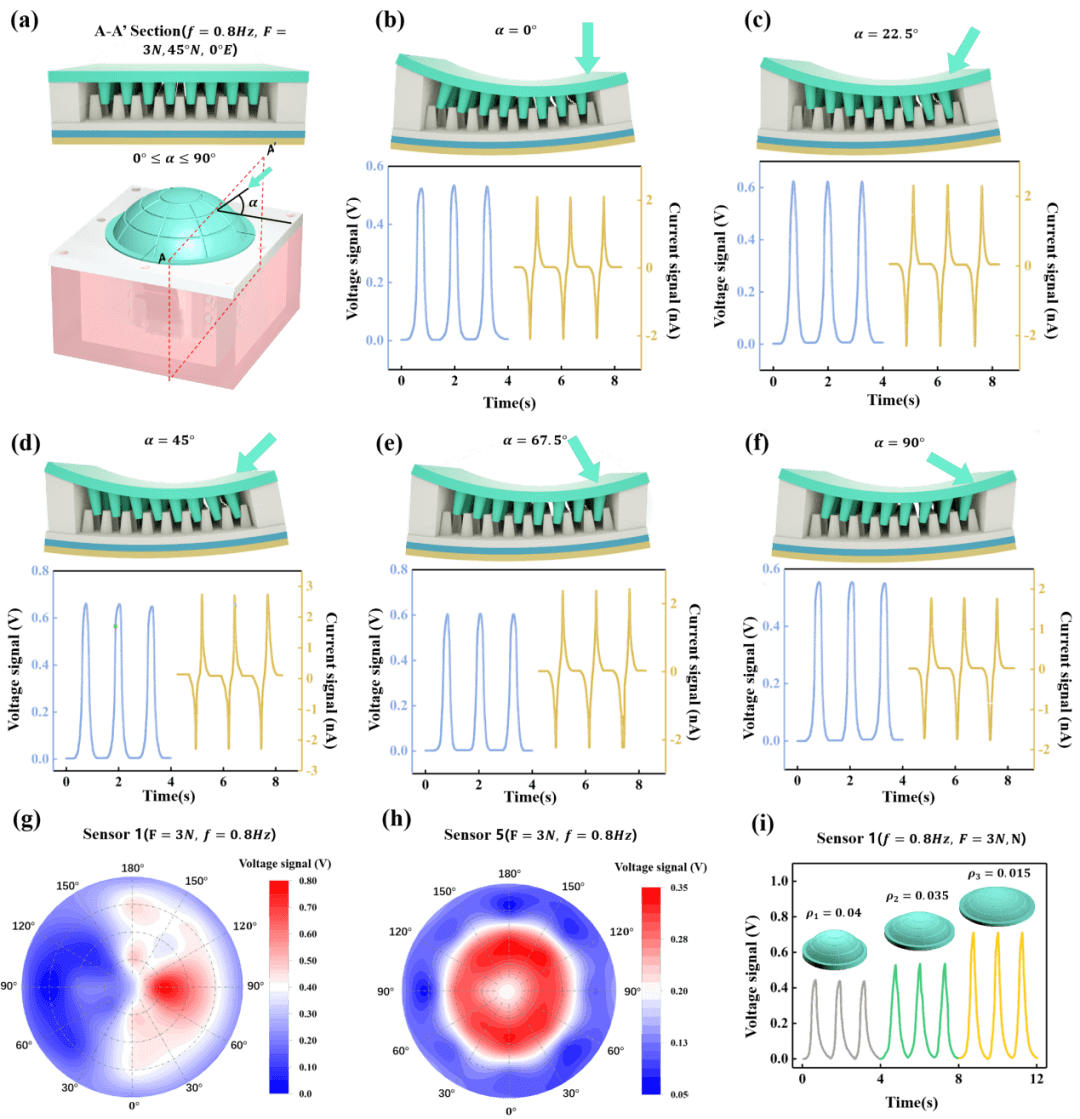 (a)
A-A' Section(f = 0.8Hz, F =
3N, 45°N, 0°E)
0° ≤ α ≤ 90°
A'
α
A
(b)
α = 0°
Voltage signal (V)
0.6
0.4
0.2
0.0
Current signal (nA)
2
0
-2
0 2 4 6 8
Time(s)
(c)
α = 22.5°
Voltage signal (V)
0.6
0.4
0.2
0.0
Current signal (nA)
2
0
-2
0 2 4 6 8
Time(s)
(d)
α = 45°
Voltage signal (V)
0.8
0.6
0.4
0.2
0.0
Current signal (nA)
3
2
1
0
-1
-2
-3
0 2 4 6 8
Time(s)
(e)
α = 67.5°
Voltage signal (V)
0.8
0.6
0.4
0.2
0.0
Current signal (nA)
2
0
-2
0 2 4 6 8
Time(s)
(f)
α = 90°
Voltage signal (V)
0.6
0.4
0.2
0.0
Current signal (nA)
2
1
0
-1
-2
0 2 4 6 8
Time(s)
(g)
Sensor 1(F = 3N, f = 0.8Hz)
Voltage signal (V)
180°
150° 150°
120° 120°
90° 90°
60° 60°
30° 30°
0°
0.80
0.70
0.60
0.50
0.40
0.30
0.20
0.10
0.0
(h)
Sensor 5(F = 3N, f = 0.8Hz)
Voltage signal (V)
180°
150° 150°
120° 120°
90° 90°
60° 60°
30° 30°
0°
0.35
0.28
0.24
0.20
0.13
0.10
0.05
(i)
Sensor 1(f = 0.8Hz, F = 3N, N)
Voltage signal (V)
1.0
0.8
0.6
0.4
0.2
0.0
ρ₁ = 0.04
ρ₂ = 0.035
ρ₃ = 0.015
0 4 8 12
Time(s)